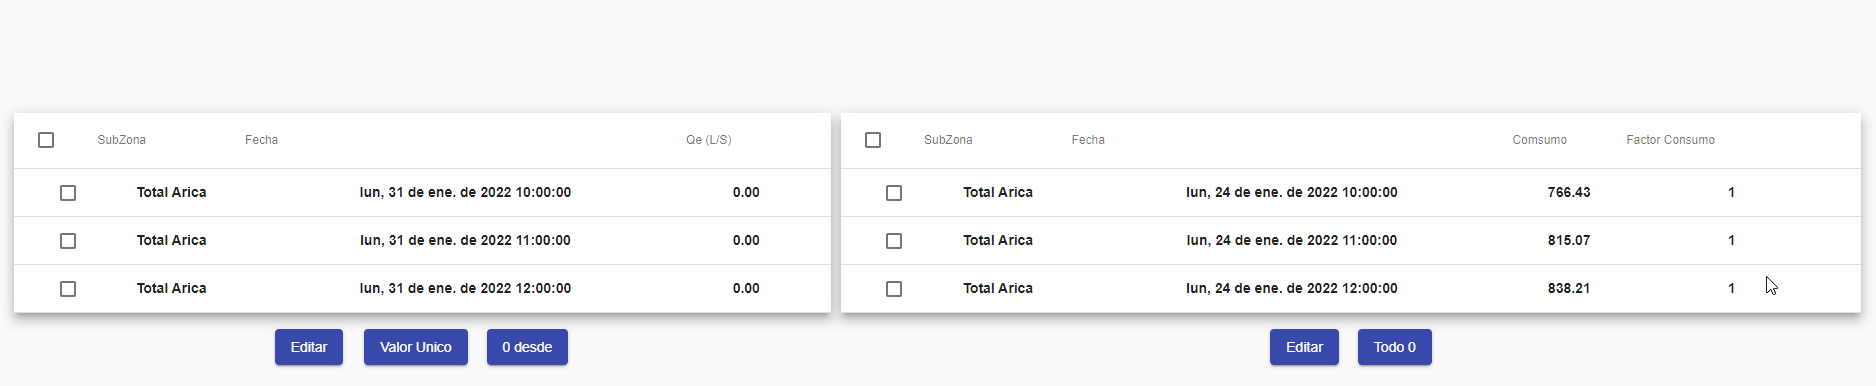 SubZona Fecha Qe (L/S)
Total Arica lun, 31 de ene. de 2022 10:00:00 0.00
Total Arica lun, 31 de ene. de 2022 11:00:00 0.00
Total Arica lun, 31 de ene. de 2022 12:00:00 0.00
Editar Valor Unico 0 desde
SubZona Fecha Comsumo Factor Consumo
Total Arica lun, 24 de ene. de 2022 10:00:00 766.43 1
Total Arica lun, 24 de ene. de 2022 11:00:00 815.07 1
Total Arica lun, 24 de ene. de 2022 12:00:00 838.21 1
Editar Todo 0